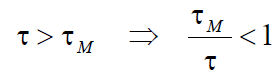 τ > τ_M ⇒ τ_M / τ < 1